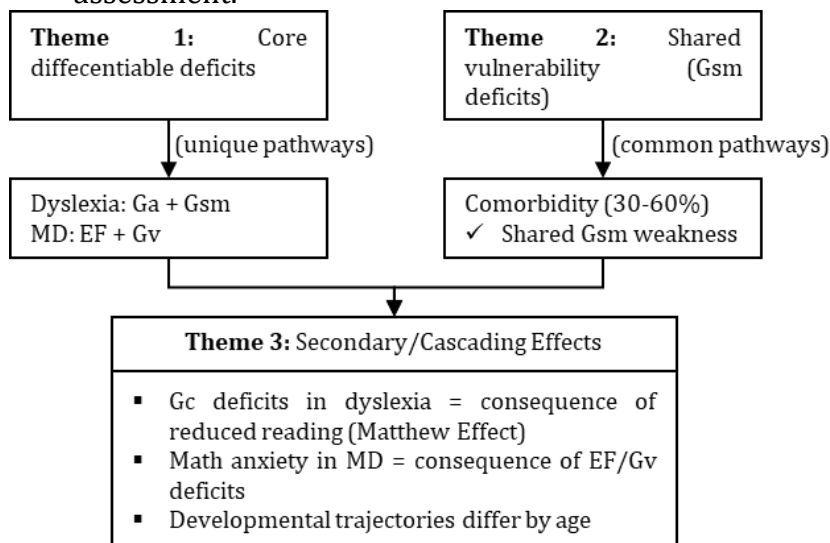 assessment.
Theme 1: Core
diffecentiable deficits
Theme 2: Shared
vulnerability (Gsm
deficits)
(unique pathways)
(common pathways)
Dyslexia: Ga + Gsm
MD: EF + Gv
Comorbidity (30-60%)
✓ Shared Gsm weakness
Theme 3: Secondary/Cascading Effects
▪ Gc deficits in dyslexia = consequence of
reduced reading (Matthew Effect)
▪ Math anxiety in MD = consequence of EF/Gv
deficits
▪ Developmental trajectories differ by age